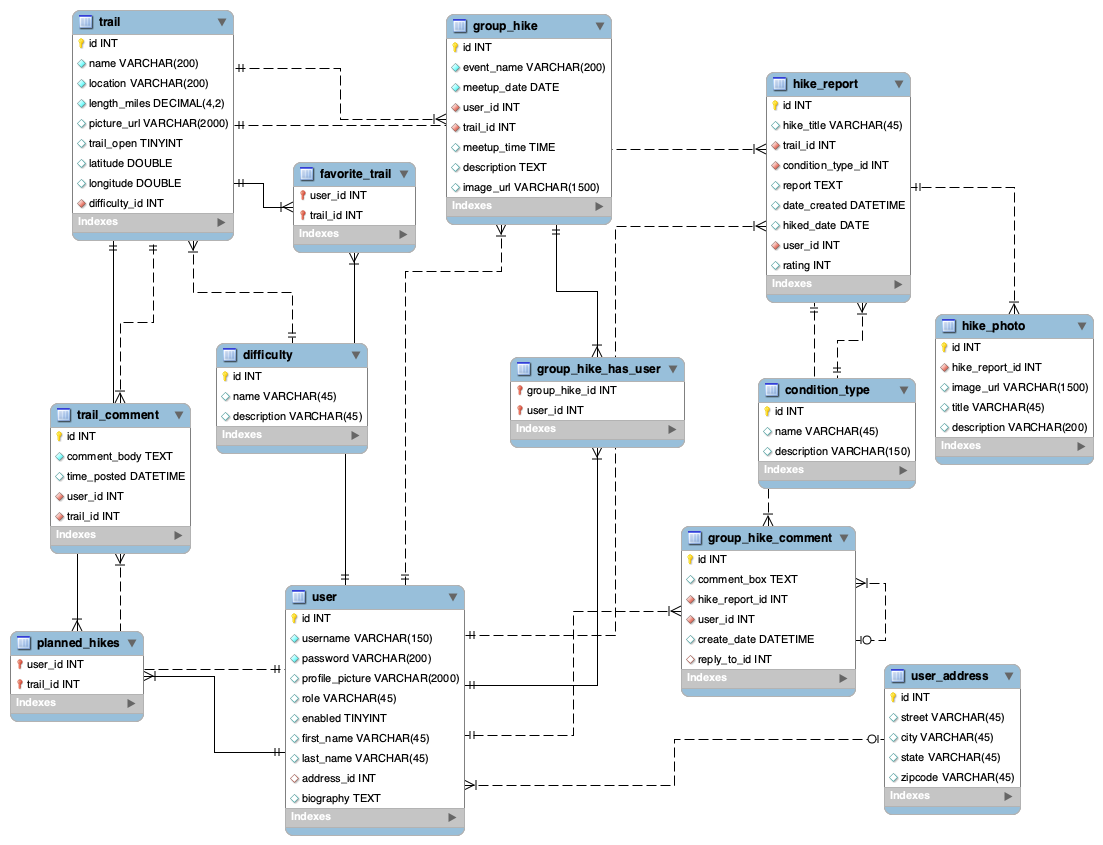 trail
id INT
name VARCHAR(200)
location VARCHAR(200)
length_miles DECIMAL(4,2)
picture_url VARCHAR(2000)
trail_open TINYINT
latitude DOUBLE
longitude DOUBLE
difficulty_id INT
Indexes
group_hike
id INT
event_name VARCHAR(200)
meetup_date DATE
user_id INT
trail_id INT
meetup_time TIME
description TEXT
image_url VARCHAR(1500)
Indexes
hike_report
id INT
hike_title VARCHAR(45)
trail_id INT
condition_type_id INT
report TEXT
date_created DATETIME
hiked_date DATE
user_id INT
rating INT
Indexes
favorite_trail
user_id INT
trail_id INT
Indexes
hike_photo
id INT
hike_report_id INT
image_url VARCHAR(1500)
title VARCHAR(45)
description VARCHAR(200)
Indexes
difficulty
id INT
name VARCHAR(45)
description VARCHAR(45)
Indexes
group_hike_has_user
group_hike_id INT
user_id INT
Indexes
condition_type
id INT
name VARCHAR(45)
description VARCHAR(150)
Indexes
trail_comment
id INT
comment_body TEXT
time_posted DATETIME
user_id INT
trail_id INT
Indexes
group_hike_comment
id INT
comment_box TEXT
hike_report_id INT
user_id INT
create_date DATETIME
reply_to_id INT
Indexes
user
id INT
username VARCHAR(150)
password VARCHAR(200)
profile_picture VARCHAR(2000)
role VARCHAR(45)
enabled TINYINT
first_name VARCHAR(45)
last_name VARCHAR(45)
address_id INT
biography TEXT
Indexes
planned_hikes
user_id INT
trail_id INT
Indexes
user_address
id INT
street VARCHAR(45)
city VARCHAR(45)
state VARCHAR(45)
zipcode VARCHAR(45)
Indexes